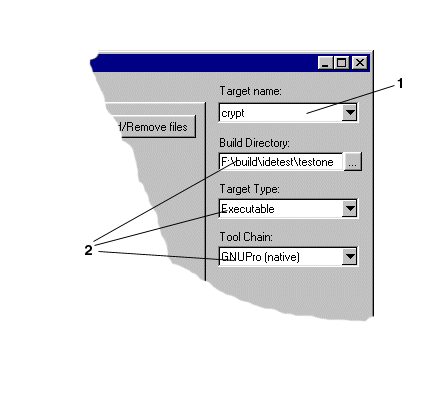 Target name:
1
crypt
/Remove files
Build Directory:
F:\build\idetest\testone
...
Target Type:
Executable
2
Tool Chain:
GNUPro (native)